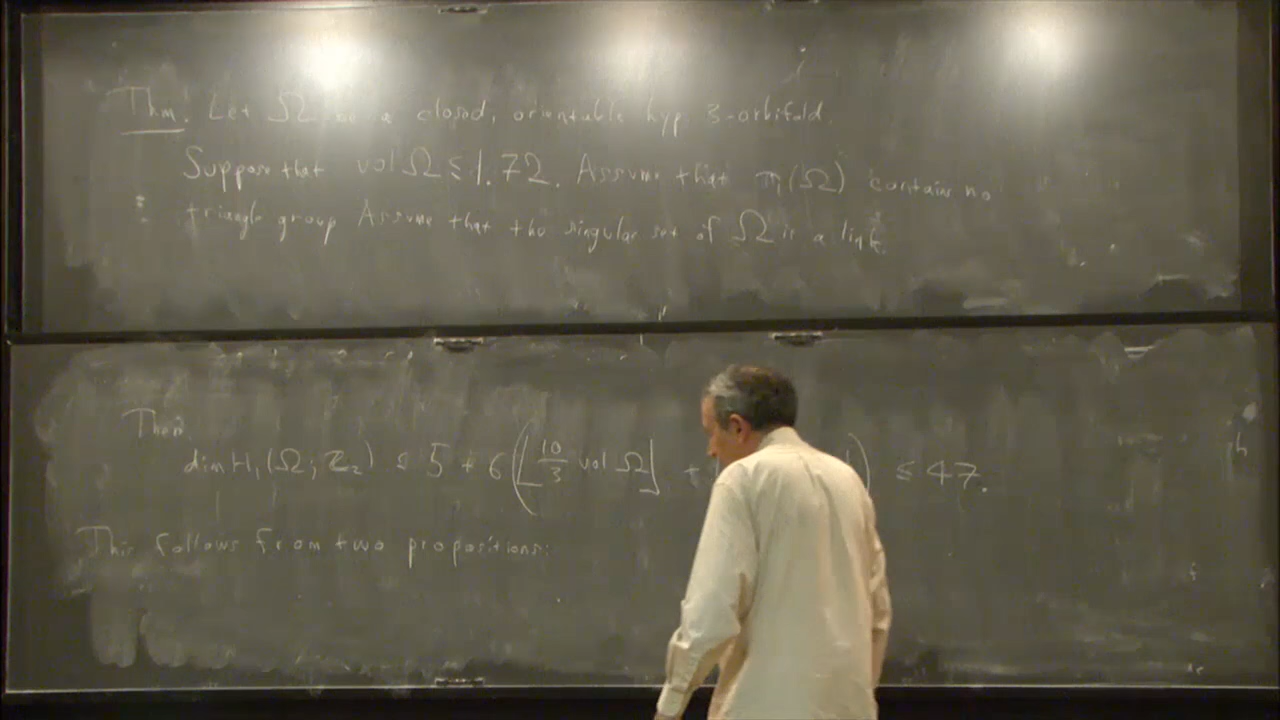 Thm. Let Ω be a closed, orientable hyp 3-orbifold.
Suppose that vol Ω ≤ 1.72. Assume that π₁(Ω) contains no
triangle group Assume that the singular set of Ω is a link.
Then
dim H₁(Ω; ℤ₂) ≤ 5 + 6(⌊10/3 vol Ω⌋ + ) ≤ 47.
This follows from two propositions: